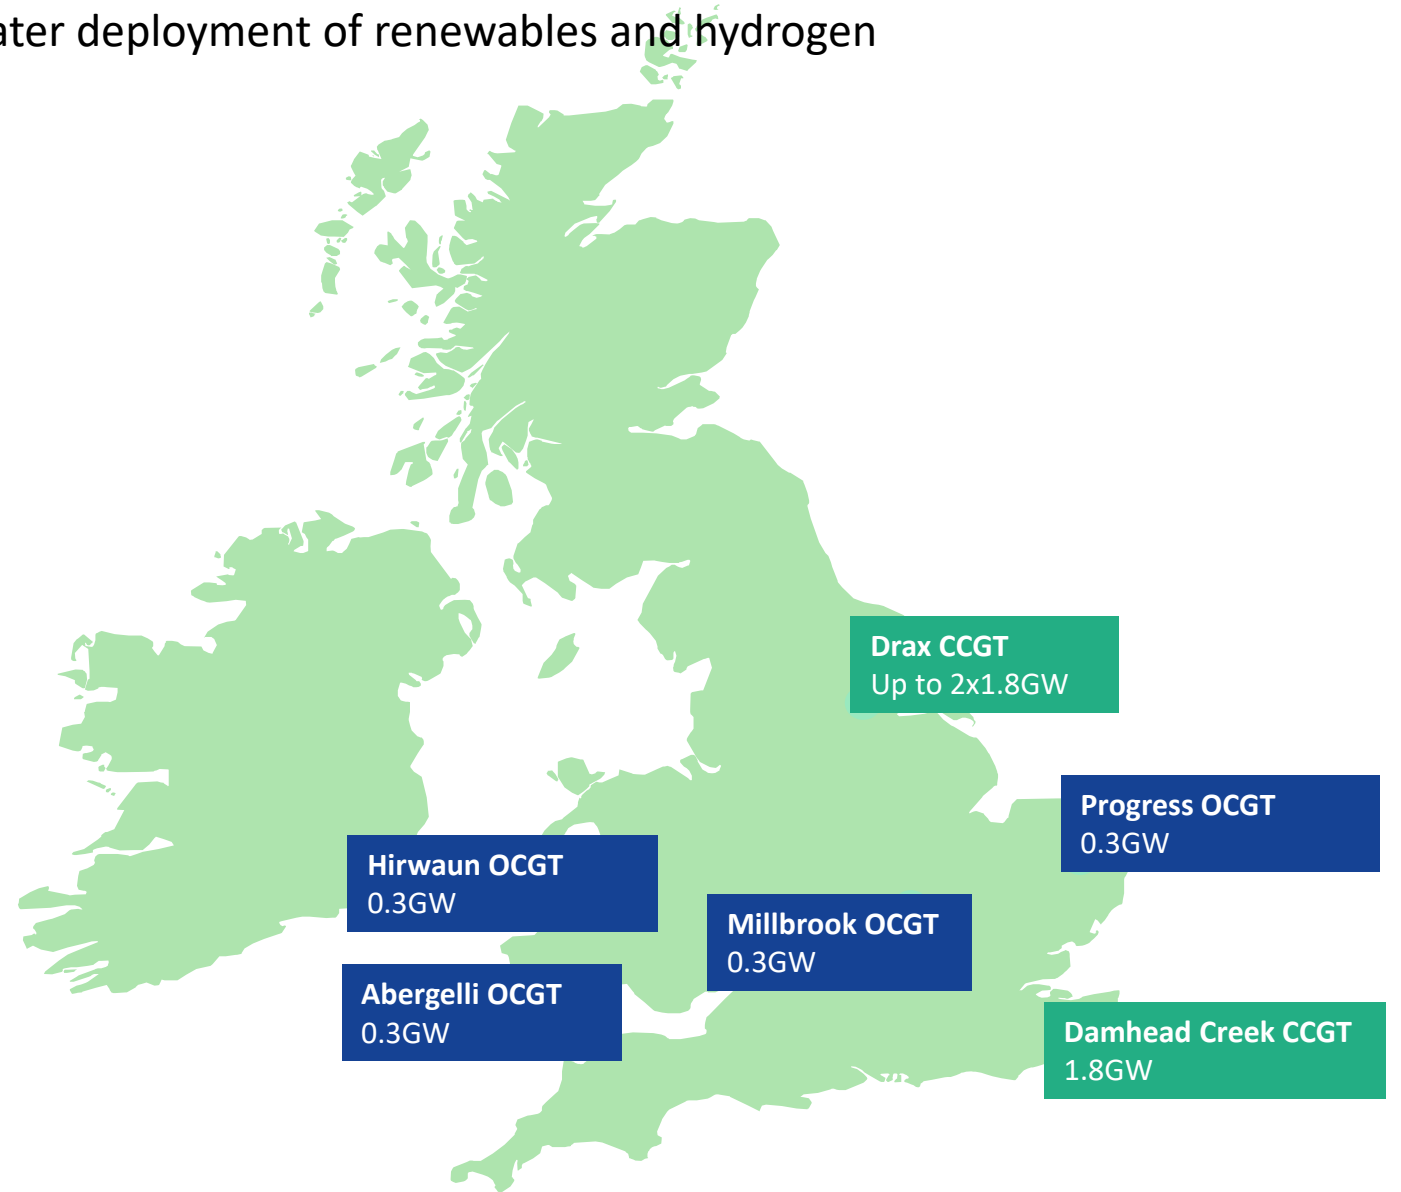 deployment of renewables and hydrogen
Drax CCGT
Up to 2x1.8GW
Progress OCGT
0.3GW
Hirwaun OCGT
0.3GW
Millbrook OCGT
0.3GW
Abergelli OCGT
0.3GW
Damhead Creek CCGT
1.8GW